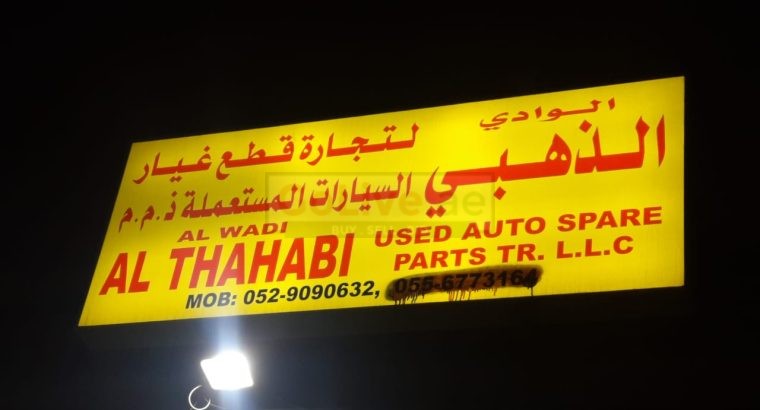 الوادي
الذهبي
لتجارة قطع غيار
السيارات المستعملة ذ.م.م
AL WADI
AL THAHABI
USED AUTO SPARE
PARTS TR. L.L.C
MOB: 052-9090632, 055-6773164